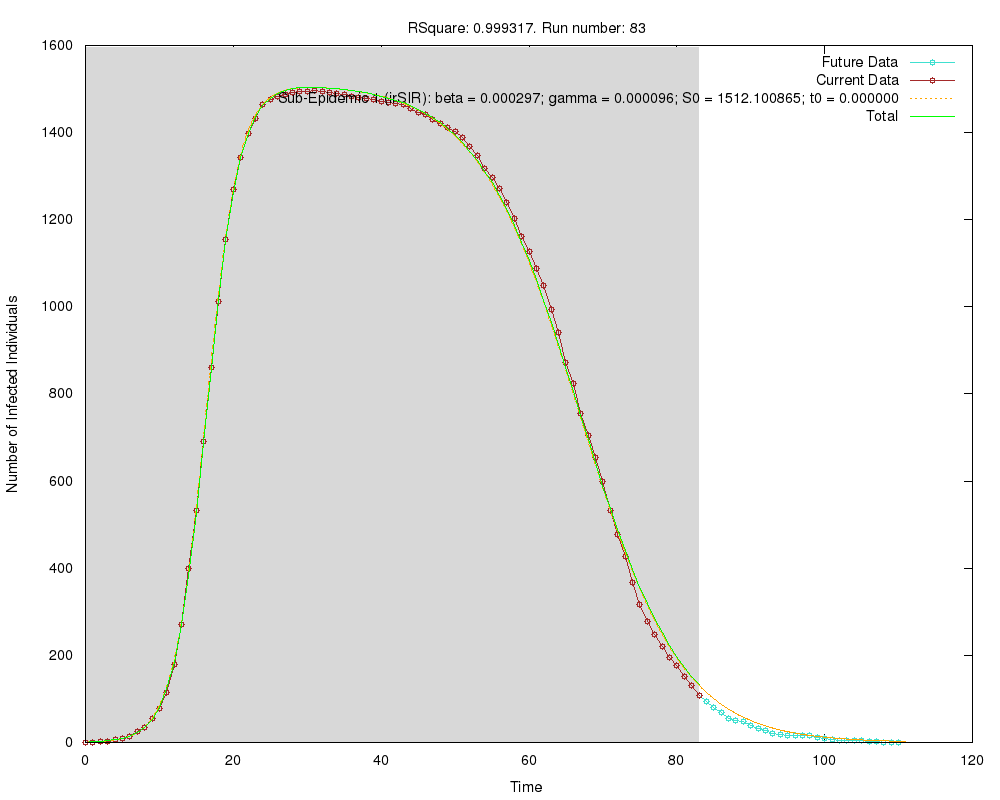 RSquare: 0.999317. Run number: 83
1600
1400
1200
1000
800
600
400
200
0
Number of Infected Individuals
Future Data
Current Data
Sub-Epidemic (irSIR): beta = 0.000297; gamma = 0.000096; S0 = 1512.100865; t0 = 0.000000
Total
0 20 40 60 80 100 120
Time